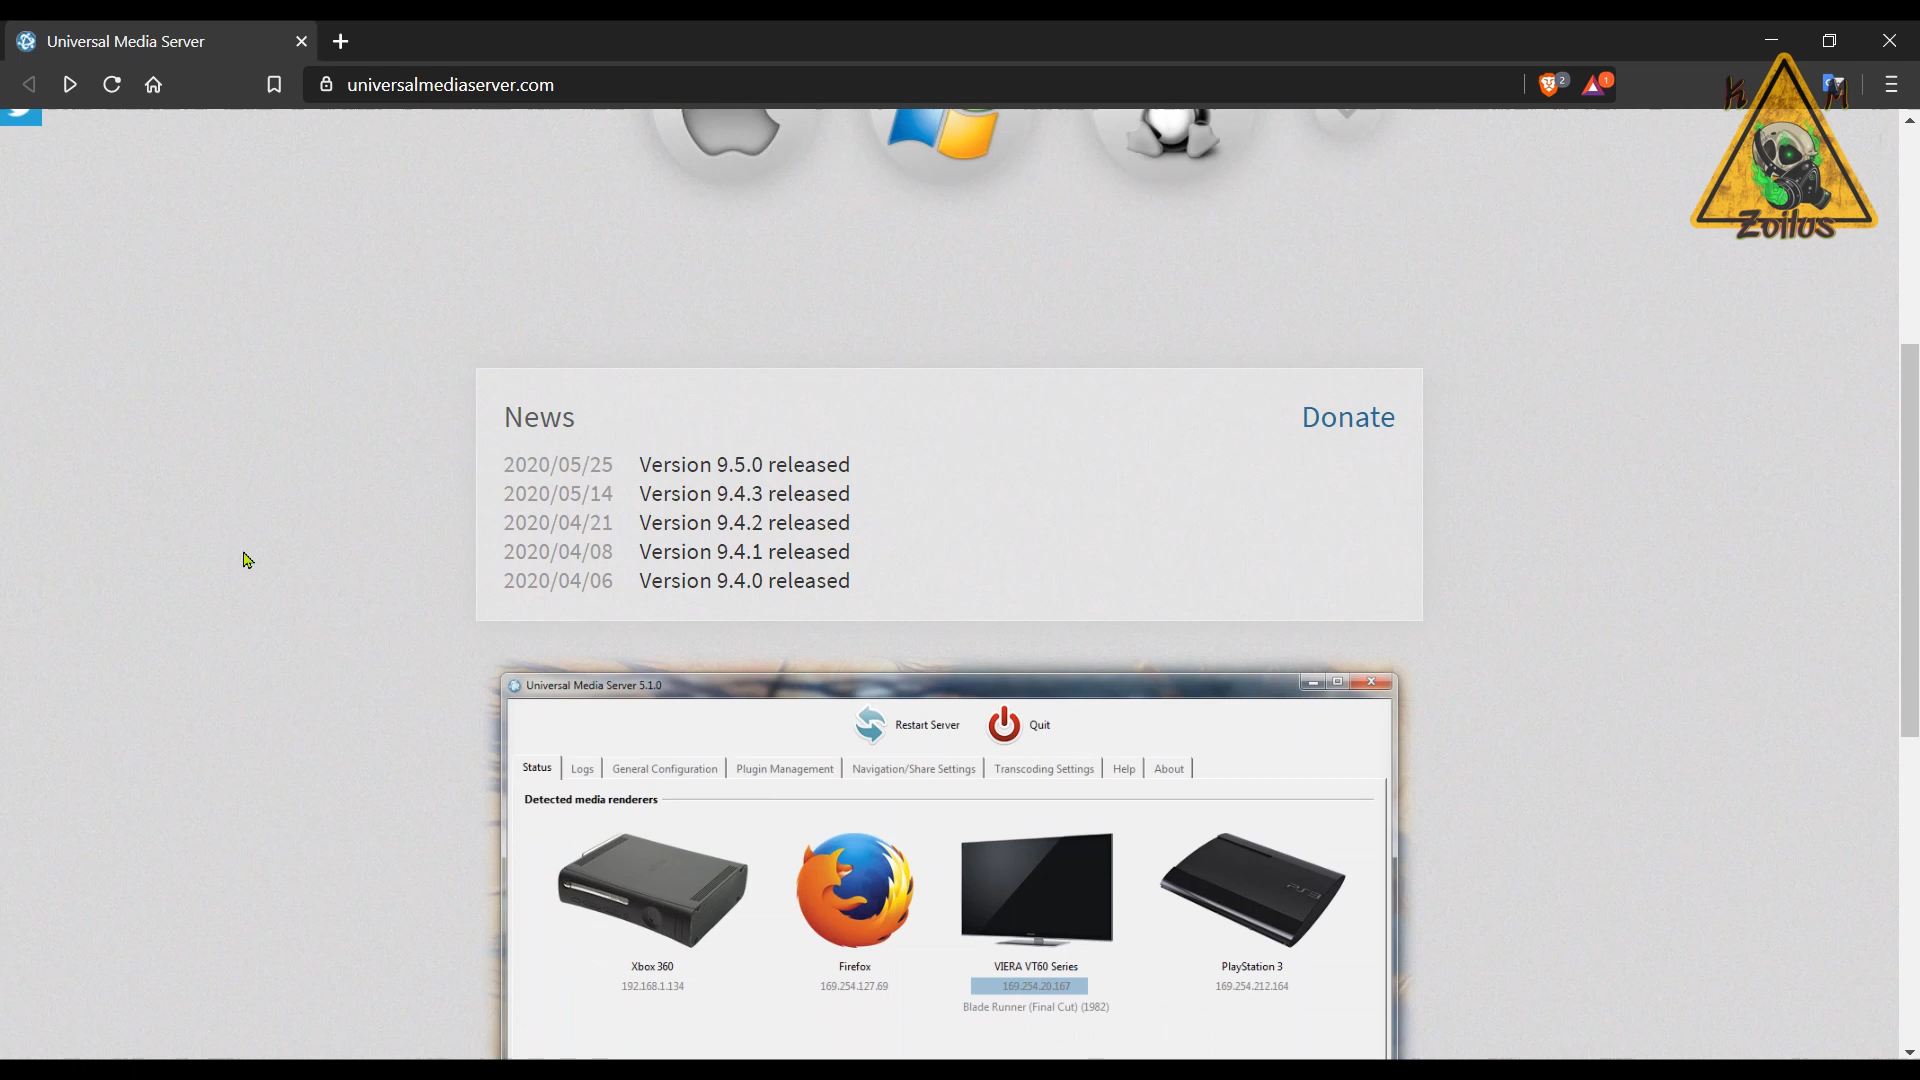 Universal Media Server
universalmediaserver.com
2
1
K M
Zoilus
News
Donate
2020/05/25 Version 9.5.0 released
2020/05/14 Version 9.4.3 released
2020/04/21 Version 9.4.2 released
2020/04/08 Version 9.4.1 released
2020/04/06 Version 9.4.0 released
Universal Media Server 5.1.0
Restart Server Quit
Status Logs General Configuration Plugin Management Navigation/Share Settings Transcoding Settings Help About
Detected media renderers
PS3
Xbox 360 Firefox VIERA VT60 Series PlayStation 3
192.168.1.134 169.254.127.69 169.254.20.167 169.254.212.164
Blade Runner (Final Cut) (1982)